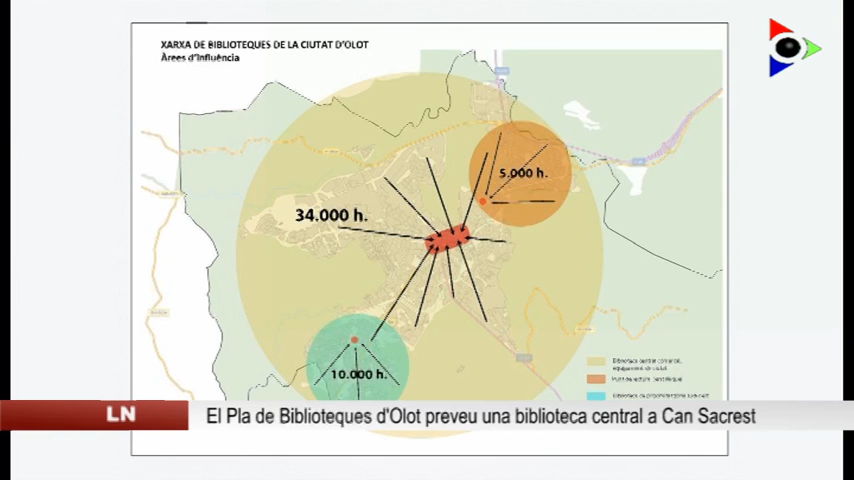 XARXA DE BIBLIOTEQUES DE LA CIUTAT D'OLOT
Àrees d'Influència
5.000 h.
34.000 h.
10.000 h.
LN
El Pla de Biblioteques d'Olot preveu una biblioteca central a Can Sacrest